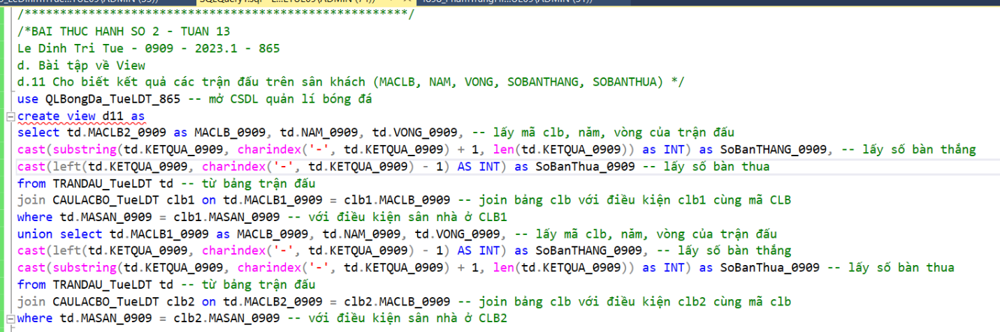 SQLQuery1.sql - L...
/****************************************************/
/*BAI THUC HANH SO 2 - TUAN 13
Le Dinh Tri Tue - 0909 - 2023.1 - 865
d. Bài tập về View
d.11 Cho biết kết quả các trận đấu trên sân khách (MACLB, NAM, VONG, SOBANTHANG, SOBANTHUA) */
use QLBongDa_TueLDT_865 -- mở CSDL quản lí bóng đá
create view d11 as
select td.MACLB2_0909 as MACLB_0909, td.NAM_0909, td.VONG_0909, -- lấy mã clb, năm, vòng của trận đấu
cast(substring(td.KETQUA_0909, charindex('-', td.KETQUA_0909) + 1, len(td.KETQUA_0909)) as INT) as SoBanTHANG_0909, -- lấy số bàn thắng
cast(left(td.KETQUA_0909, charindex('-', td.KETQUA_0909) - 1) AS INT) as SoBanThua_0909 -- lấy số bàn thua
from TRANDAU_TueLDT td -- từ bảng trận đấu
join CAULACBO_TueLDT clb1 on td.MACLB1_0909 = clb1.MACLB_0909 -- join bảng clb với điều kiện clb1 cùng mã CLB
where td.MASAN_0909 = clb1.MASAN_0909 -- với điều kiện sân nhà ở CLB1
union select td.MACLB1_0909 as MACLB_0909, td.NAM_0909, td.VONG_0909, -- lấy mã clb, năm, vòng của trận đấu
cast(left(td.KETQUA_0909, charindex('-', td.KETQUA_0909) - 1) AS INT) as SoBanTHANG_0909, -- lấy số bàn thắng
cast(substring(td.KETQUA_0909, charindex('-', td.KETQUA_0909) + 1, len(td.KETQUA_0909)) as INT) as SoBanThua_0909 -- lấy số bàn thua
from TRANDAU_TueLDT td -- từ bảng trận đấu
join CAULACBO_TueLDT clb2 on td.MACLB2_0909 = clb2.MACLB_0909 -- join bảng clb với điều kiện clb2 cùng mã clb
where td.MASAN_0909 = clb2.MASAN_0909 -- với điều kiện sân nhà ở CLB2